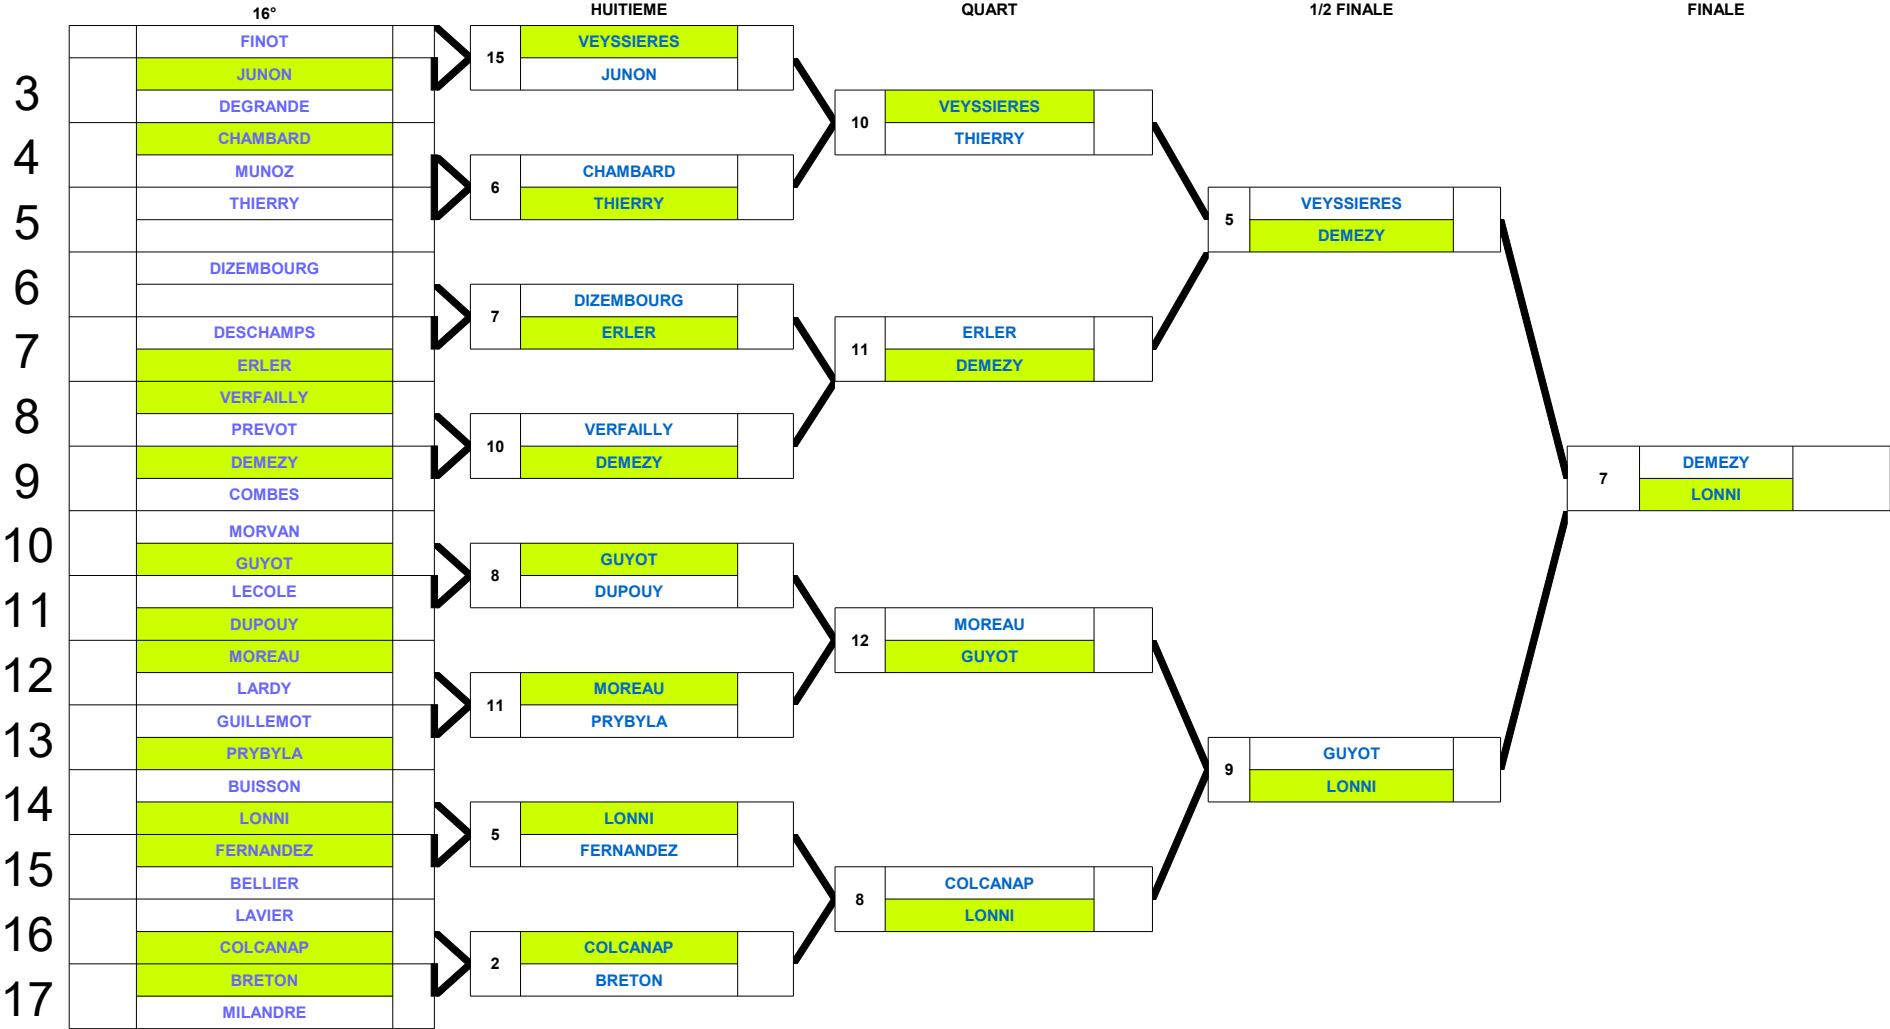 16° HUITIEME QUART 1/2 FINALE FINALE
FINOT
JUNON
DEGRANDE
CHAMBARD
MUNOZ
THIERRY
DIZEMBOURG
DESCHAMPS
ERLER
VERFAILLY
PREVOT
DEMEZY
COMBES
MORVAN
GUYOT
LECOLE
DUPOUY
MOREAU
LARDY
GUILLEMOT
PRYBYLA
BUISSON
LONNI
FERNANDEZ
BELLIER
LAVIER
COLCANAP
BRETON
MILANDRE
3
4
5
6
7
8
9
10
11
12
13
14
15
16
17
15
VEYSSIERES
JUNON
6
CHAMBARD
THIERRY
7
DIZEMBOURG
ERLER
10
VERFAILLY
DEMEZY
8
GUYOT
DUPOUY
11
MOREAU
PRYBYLA
5
LONNI
FERNANDEZ
2
COLCANAP
BRETON
10
VEYSSIERES
THIERRY
11
ERLER
DEMEZY
12
MOREAU
GUYOT
8
COLCANAP
LONNI
5
VEYSSIERES
DEMEZY
9
GUYOT
LONNI
7
DEMEZY
LONNI